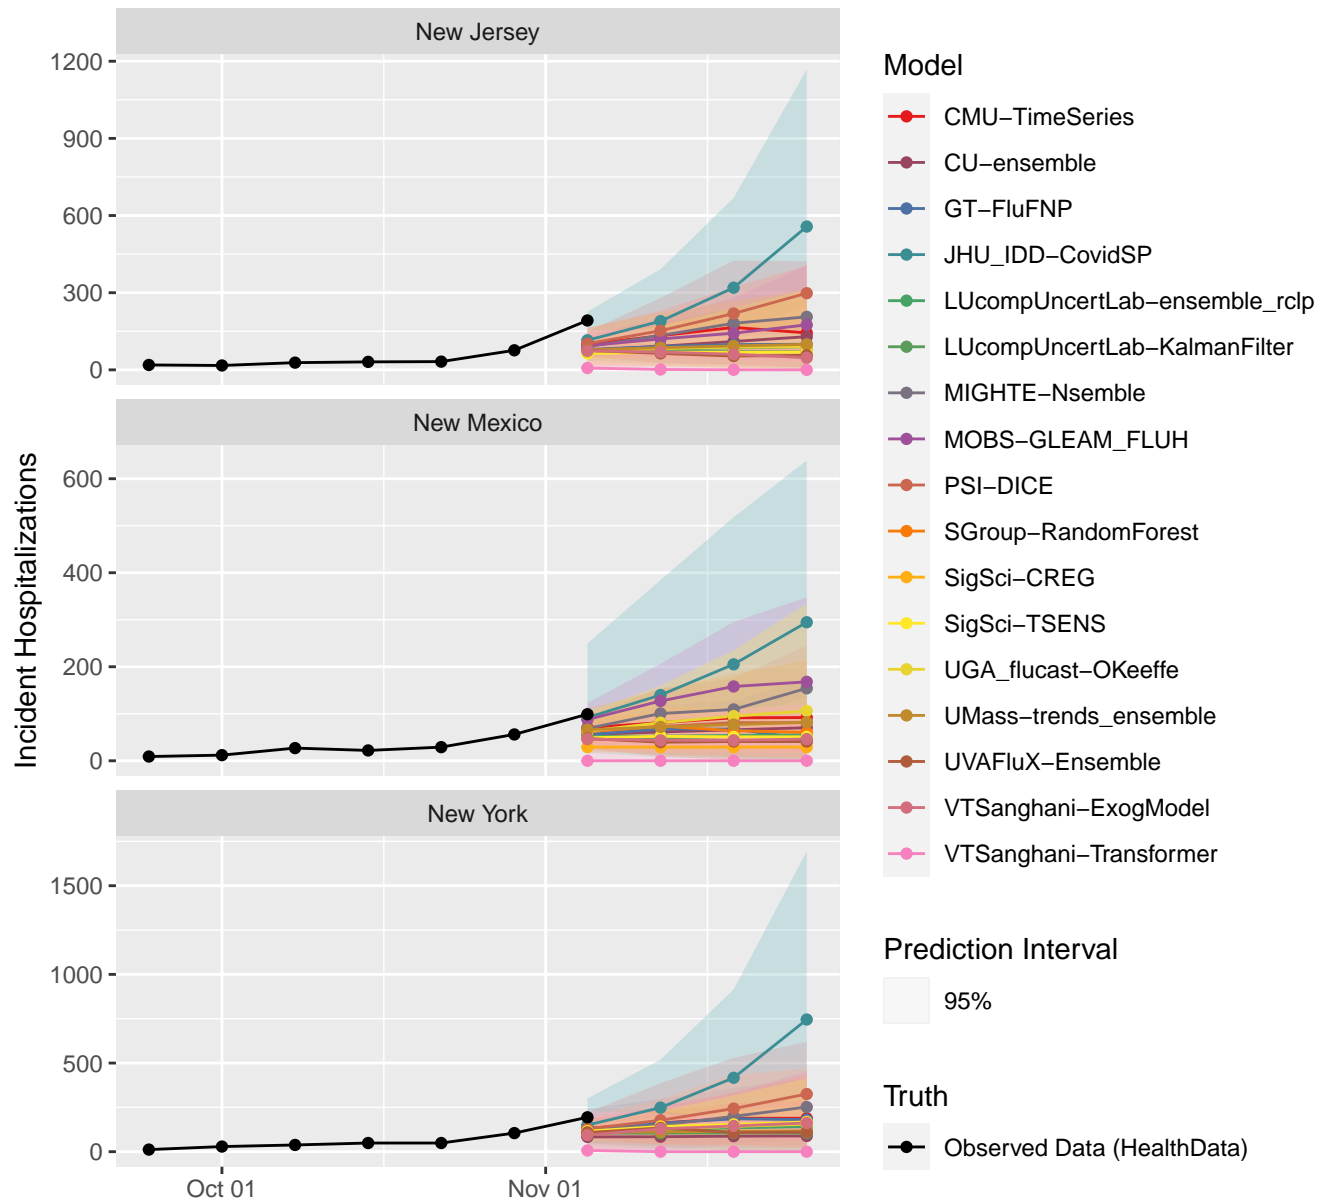 New Jersey
1200
900
600
300
0
New Mexico
600
400
200
0
New York
1500
1000
500
0
Oct 01
Nov 01
Incident Hospitalizations
Model
CMU−TimeSeries
CU−ensemble
GT−FluFNP
JHU_IDD−CovidSP
LUcompUncertLab−ensemble_rclp
LUcompUncertLab−KalmanFilter
MIGHTE−Nsemble
MOBS−GLEAM_FLUH
PSI−DICE
SGroup−RandomForest
SigSci−CREG
SigSci−TSENS
UGA_flucast−OKeeffe
UMass−trends_ensemble
UVAFluX−Ensemble
VTSanghani−ExogModel
VTSanghani−Transformer
Prediction Interval
95%
Truth
Observed Data (HealthData)